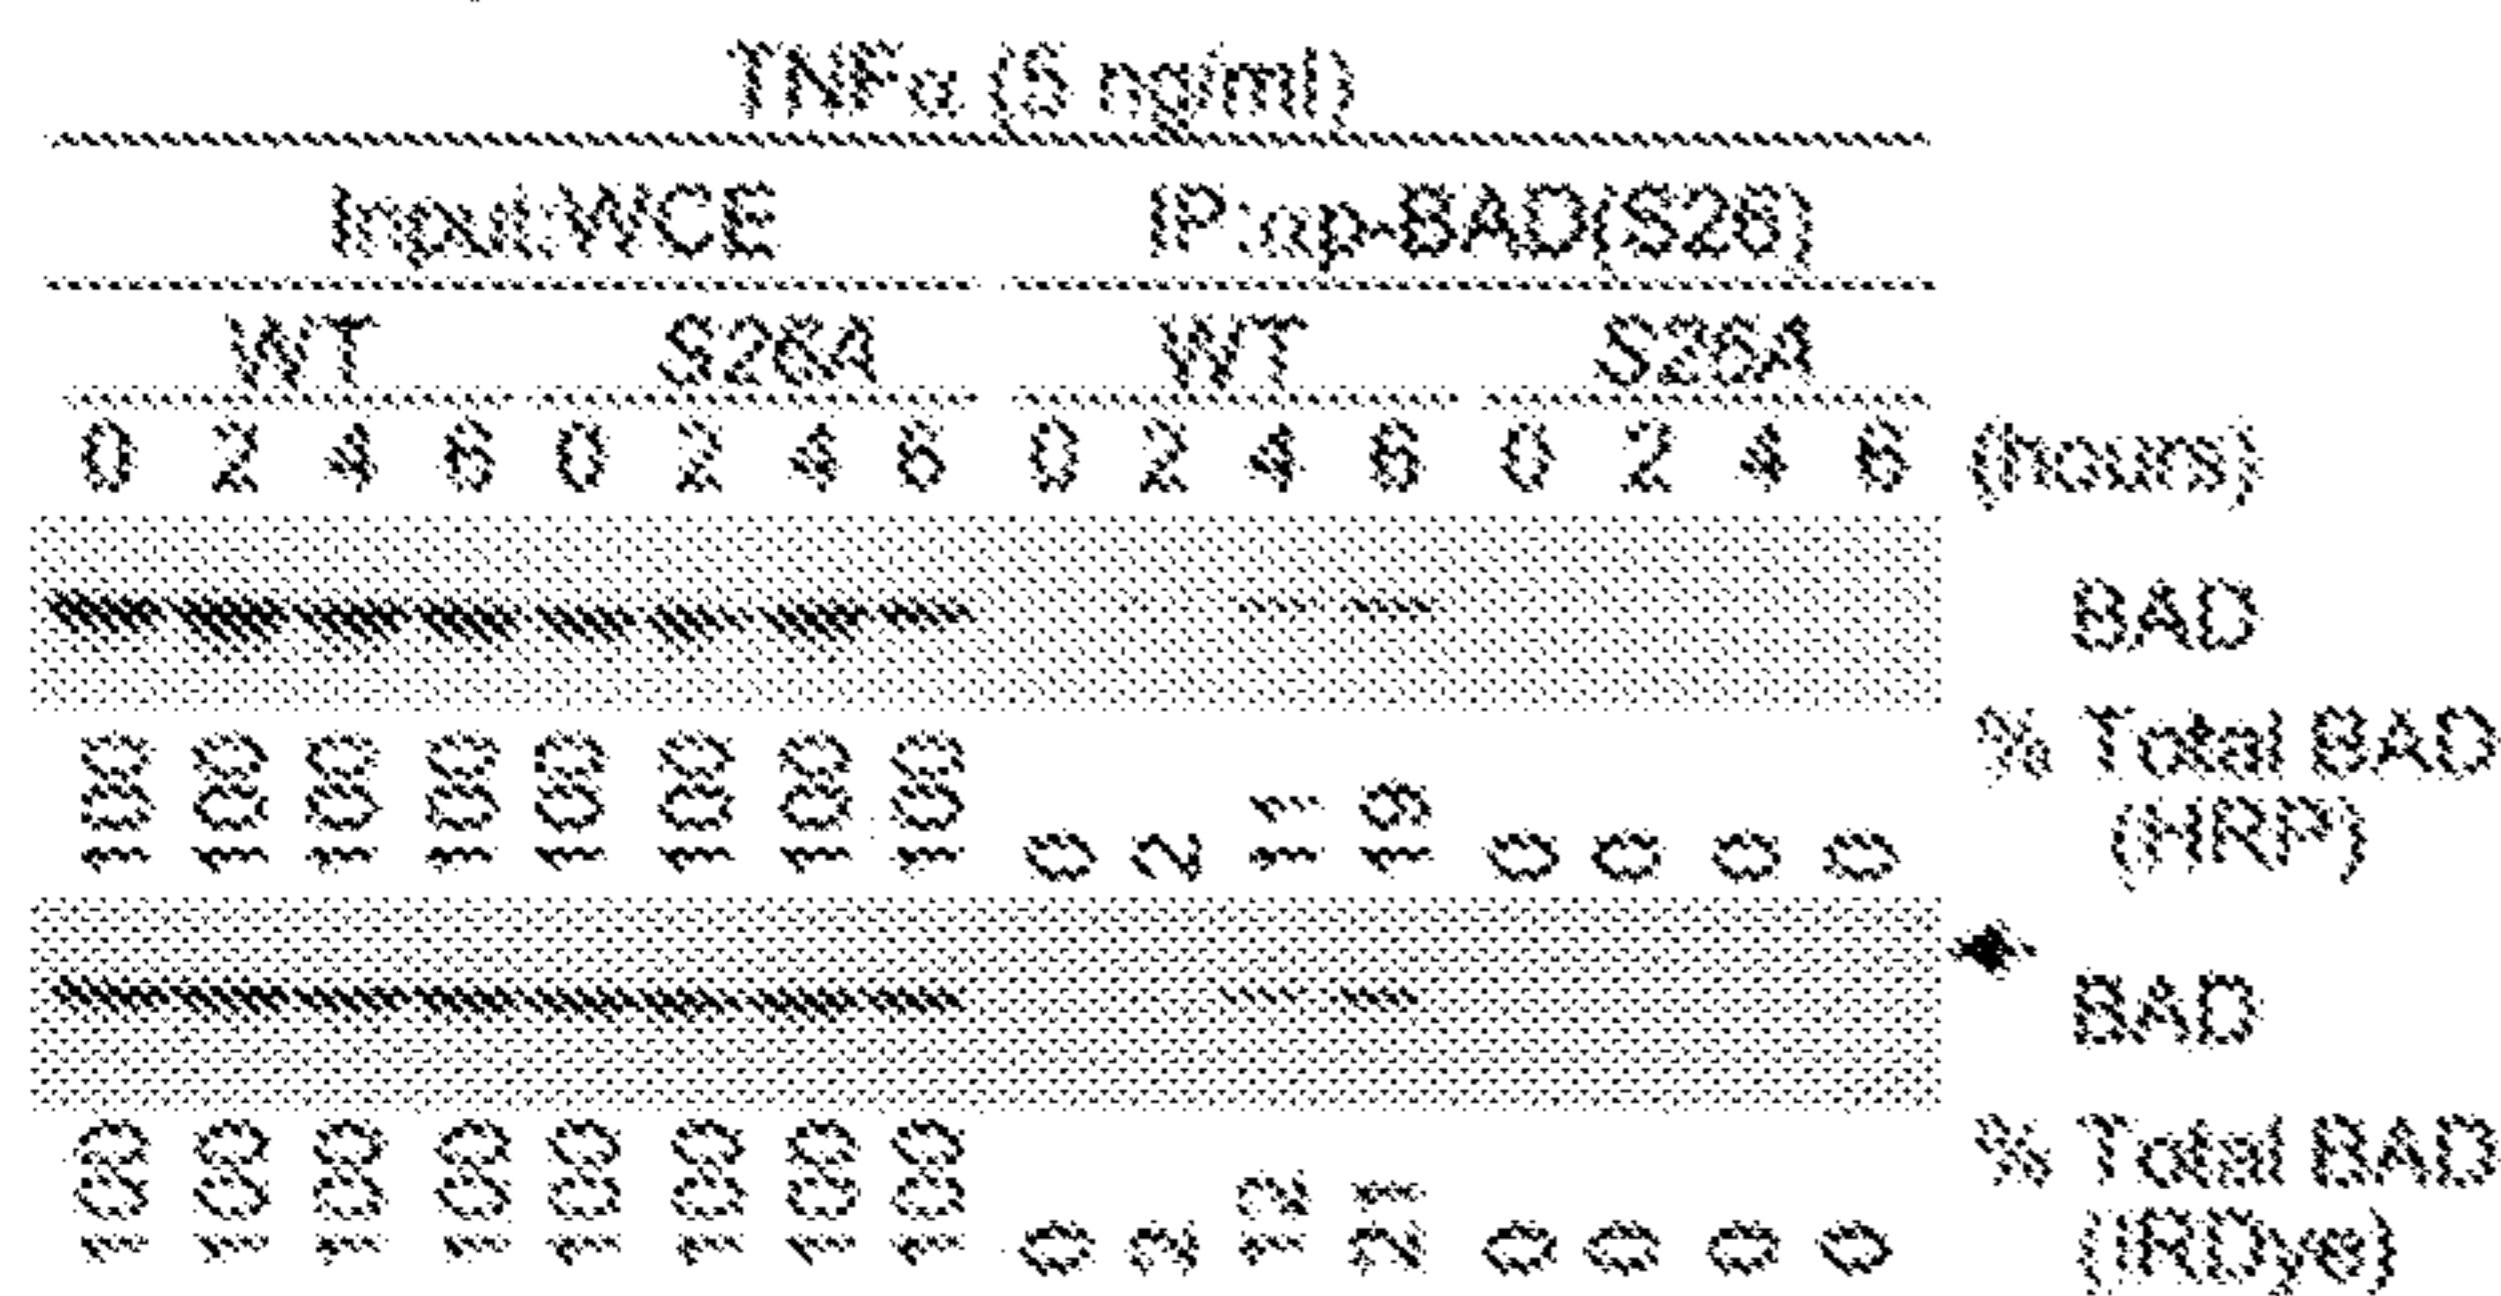 TNFα (5 ng/ml)
Input:WCE IP:αp-BAD(S26)
WT S26A WT S26A
0 2 4 6 0 2 4 6 0 2 4 6 0 2 4 6 (hours)
BAD
100 100 100 100 100 100 100 100 0 2 11 19 0 0 0 0 % Total BAD
(HRP)
BAD
100 100 100 100 100 100 100 100 0 2 12 21 0 0 0 0 % Total BAD
(IRDye)